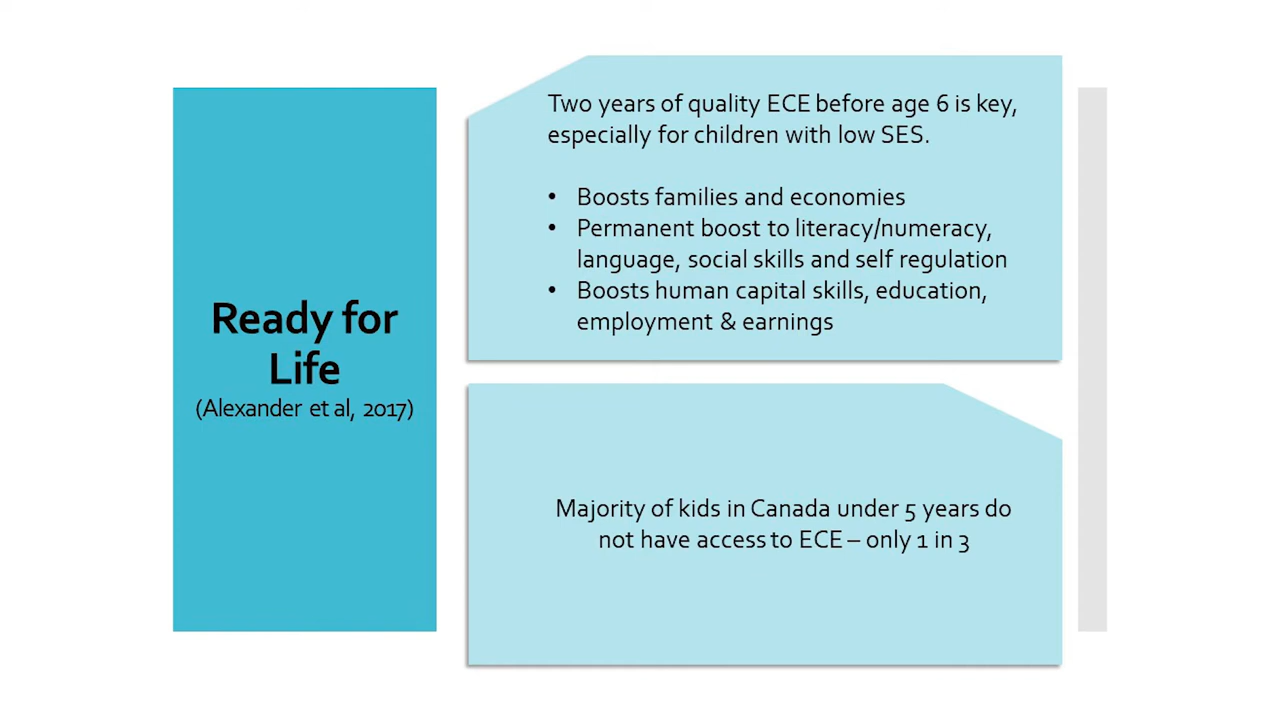 Ready for
Life
(Alexander et al, 2017)
Two years of quality ECE before age 6 is key,
especially for children with low SES.
• Boosts families and economies
• Permanent boost to literacy/numeracy,
language, social skills and self regulation
• Boosts human capital skills, education,
employment & earnings
Majority of kids in Canada under 5 years do
not have access to ECE – only 1 in 3